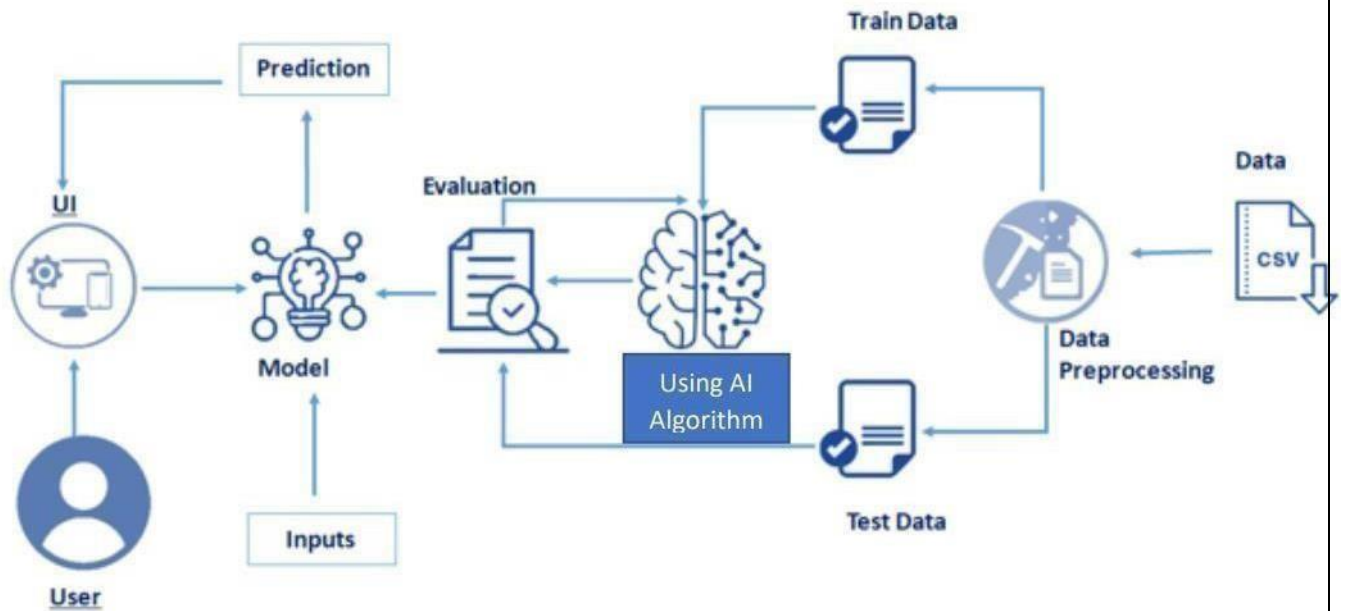 Train Data
Prediction
Data
Evaluation
UI
CSV
Model
Data
Preprocessing
Using AI
Algorithm
Inputs
Test Data
User